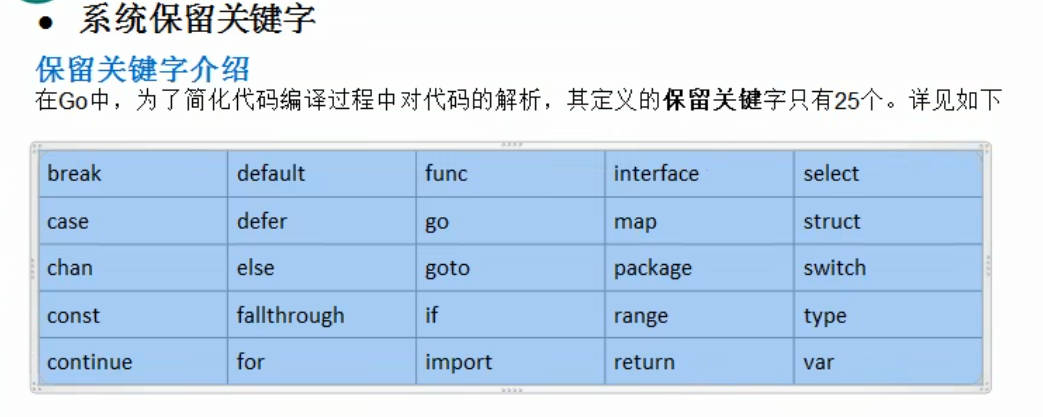 系统保留关键字
保留关键字介绍
在Go中，为了简化代码编译过程中对代码的解析，其定义的保留关键字只有25个。详见如下
break default func interface select
case defer go map struct
chan else goto package switch
const fallthrough if range type
continue for import return var